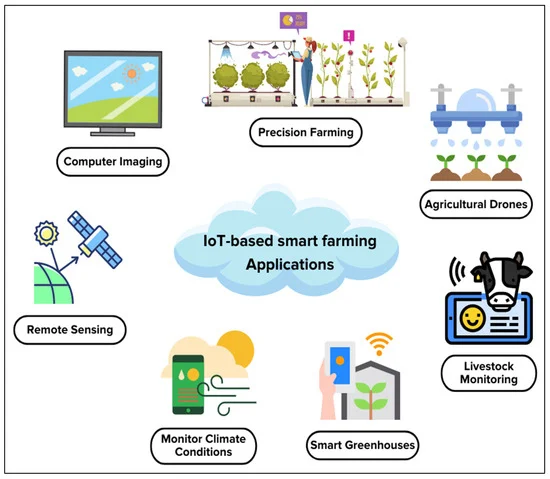 Precision Farming
Computer Imaging
Agricultural Drones
IoT-based smart farming
Applications
Remote Sensing
Livestock
Monitoring
Monitor Climate
Conditions
Smart Greenhouses